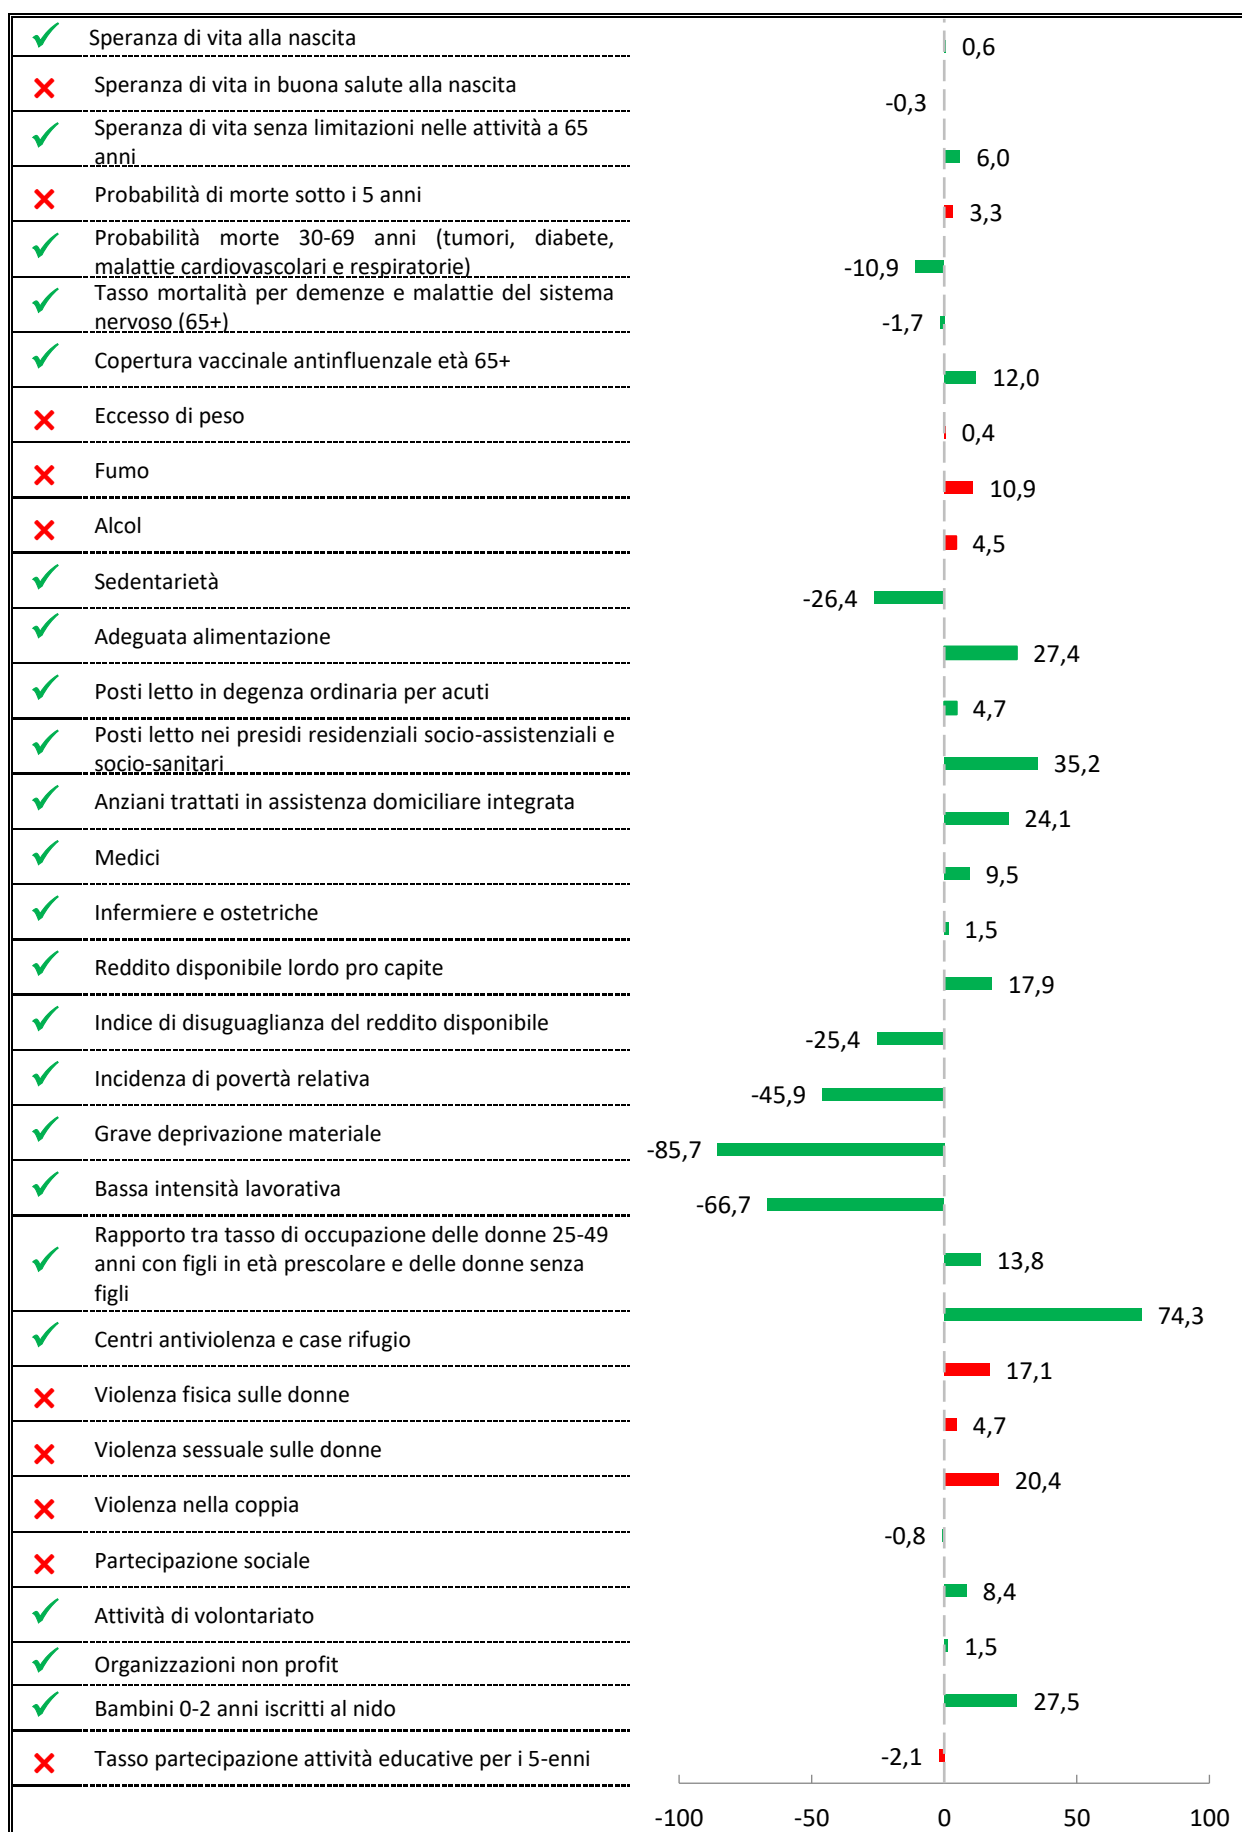 Speranza di vita alla nascita
0,6
Speranza di vita in buona salute alla nascita
-0,3
Speranza di vita senza limitazioni nelle attività a 65
anni
6,0
Probabilità di morte sotto i 5 anni
3,3
Probabilità morte 30-69 anni (tumori, diabete,
malattie cardiovascolari e respiratorie)
-10,9
Tasso mortalità per demenze e malattie del sistema
nervoso (65+)
-1,7
Copertura vaccinale antinfluenzale età 65+
12,0
Eccesso di peso
0,4
Fumo
10,9
Alcol
4,5
Sedentarietà
-26,4
Adeguata alimentazione
27,4
Posti letto in degenza ordinaria per acuti
4,7
Posti letto nei presidi residenziali socio-assistenziali e
socio-sanitari
35,2
Anziani trattati in assistenza domiciliare integrata
24,1
Medici
9,5
Infermiere e ostetriche
1,5
Reddito disponibile lordo pro capite
17,9
Indice di disuguaglianza del reddito disponibile
-25,4
Incidenza di povertà relativa
-45,9
Grave deprivazione materiale
-85,7
Bassa intensità lavorativa
-66,7
Rapporto tra tasso di occupazione delle donne 25-49
anni con figli in età prescolare e delle donne senza
figli
13,8
Centri antiviolenza e case rifugio
74,3
Violenza fisica sulle donne
17,1
Violenza sessuale sulle donne
4,7
Violenza nella coppia
20,4
Partecipazione sociale
-0,8
Attività di volontariato
8,4
Organizzazioni non profit
1,5
Bambini 0-2 anni iscritti al nido
27,5
Tasso partecipazione attività educative per i 5-enni
-2,1
-100 -50 0 50 100